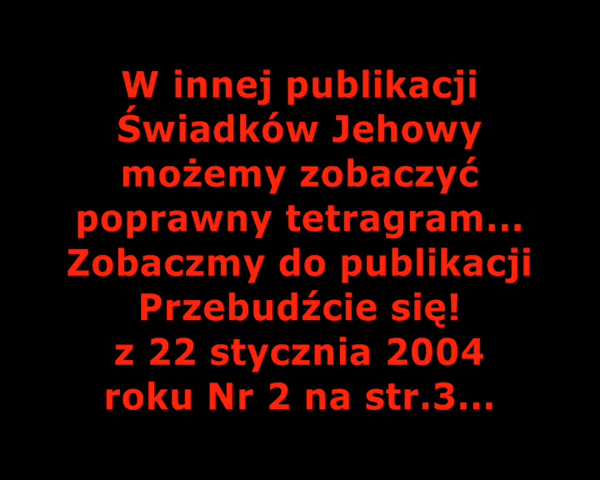 W innej publikacji
Świadków Jehowy
możemy zobaczyć
poprawny tetragram...
Zobaczmy do publikacji
Przebudźcie się!
z 22 stycznia 2004
roku Nr 2 na str.3...